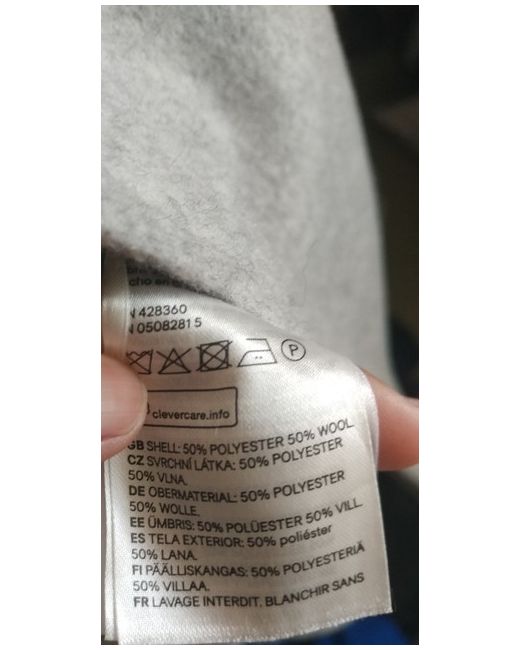 cho en
428360
05082815
P
clevercare.info
GB SHELL: 50% POLYESTER 50% WOOL
CZ SVRCHNÍ LÁTKA: 50% POLYESTER
50% VLNA.
DE OBERMATERIAL: 50% POLYESTER
50% WOLLE.
EE ÜMBRIS: 50% POLÜESTER 50% VILL.
ES TELA EXTERIOR: 50% poliéster
50% LANA.
FI PÄÄLLISKANGAS: 50% POLYESTERIÄ
50% VILLAA.
FR LAVAGE INTERDIT. BLANCHIR SANS